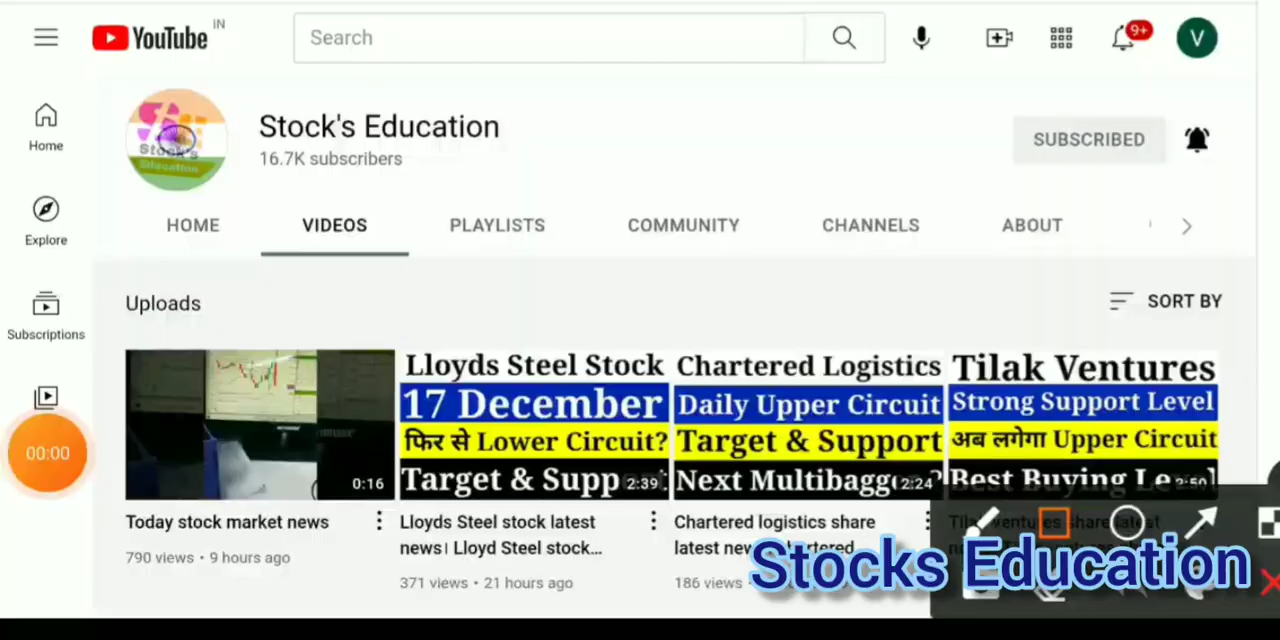 YouTube IN
Search
9+
V
Home
Explore
Subscriptions
00:00
Stock's Education
16.7K subscribers
SUBSCRIBED
HOME
VIDEOS
PLAYLISTS
COMMUNITY
CHANNELS
ABOUT
Uploads
SORT BY
0:16
Today stock market news
790 views • 9 hours ago
Lloyds Steel Stock
17 December
फिर से Lower Circuit?
Target & Supp
2:39
Lloyds Steel stock latest
news। Lloyd Steel stock...
371 views • 21 hours ago
Chartered Logistics
Daily Upper Circuit
Target & Support
Next Multibagg
2:24
Chartered logistics share
latest
186 views
Tilak Ventures
Strong Support Level
अब लगेगा Upper Circuit
Best Buying Le
2:50
Stocks Education